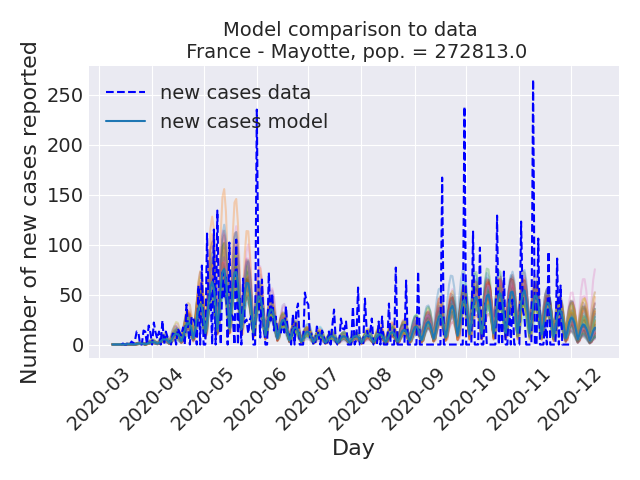 Model comparison to data
France - Mayotte, pop. = 272813.0
Number of new cases reported
250
200
150
100
50
0
new cases data
new cases model
2020-03
2020-04
2020-05
2020-06
2020-07
2020-08
2020-09
2020-10
2020-11
2020-12
Day